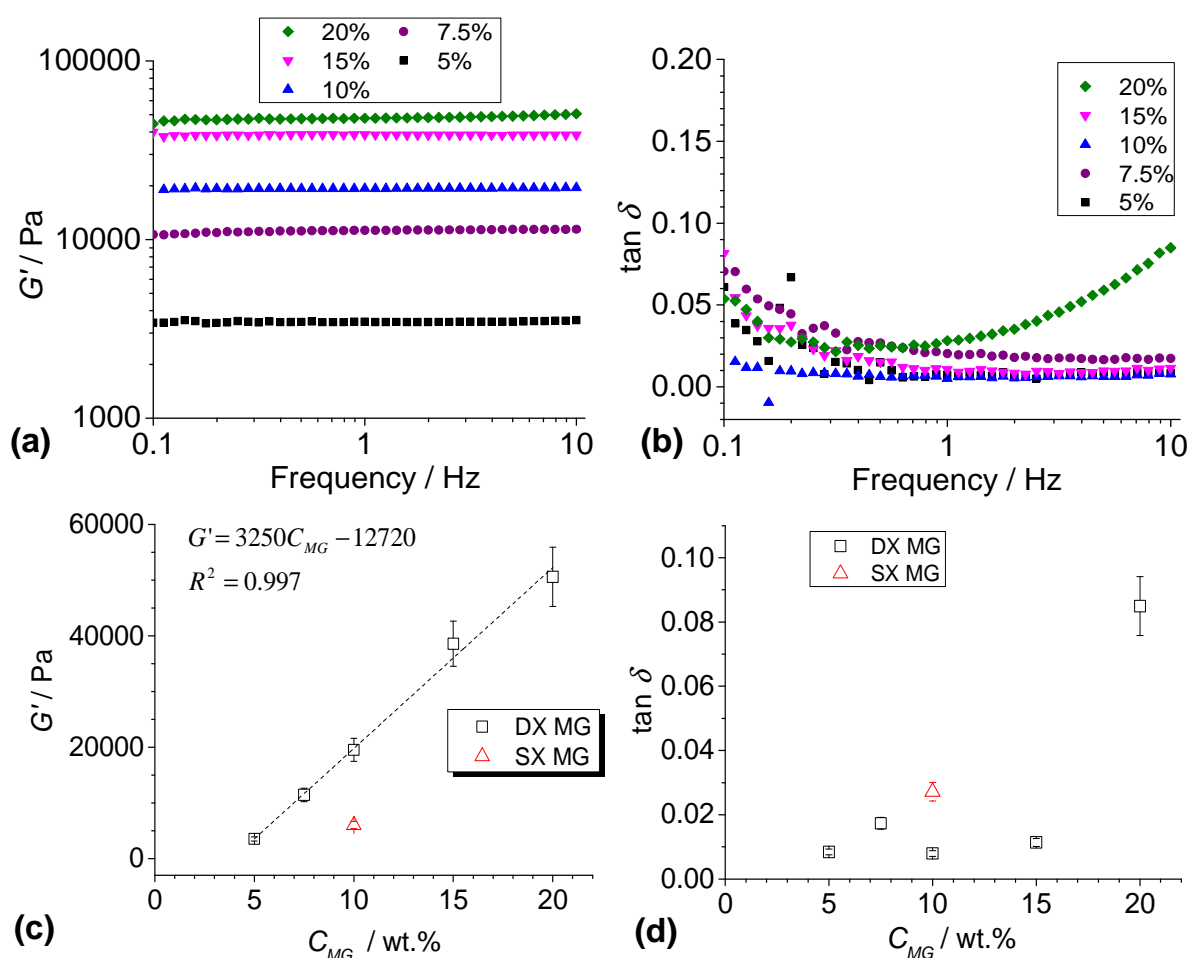 20%
7.5%
15%
5%
10%
100000
10000
1000
G' / Pa
0.1
1
10
Frequency / Hz
(a)
0.20
0.15
0.10
0.05
0.00
tan δ
20%
15%
10%
7.5%
5%
0.1
1
10
Frequency / Hz
(b)
60000
40000
20000
0
G' / Pa
G'=3250C_MG −12720
R² = 0.997
DX MG
SX MG
0
5
10
15
20
C_MG / wt.%
(c)
0.10
0.08
0.06
0.04
0.02
0.00
tan δ
DX MG
SX MG
0
5
10
15
20
C_MG / wt.%
(d)